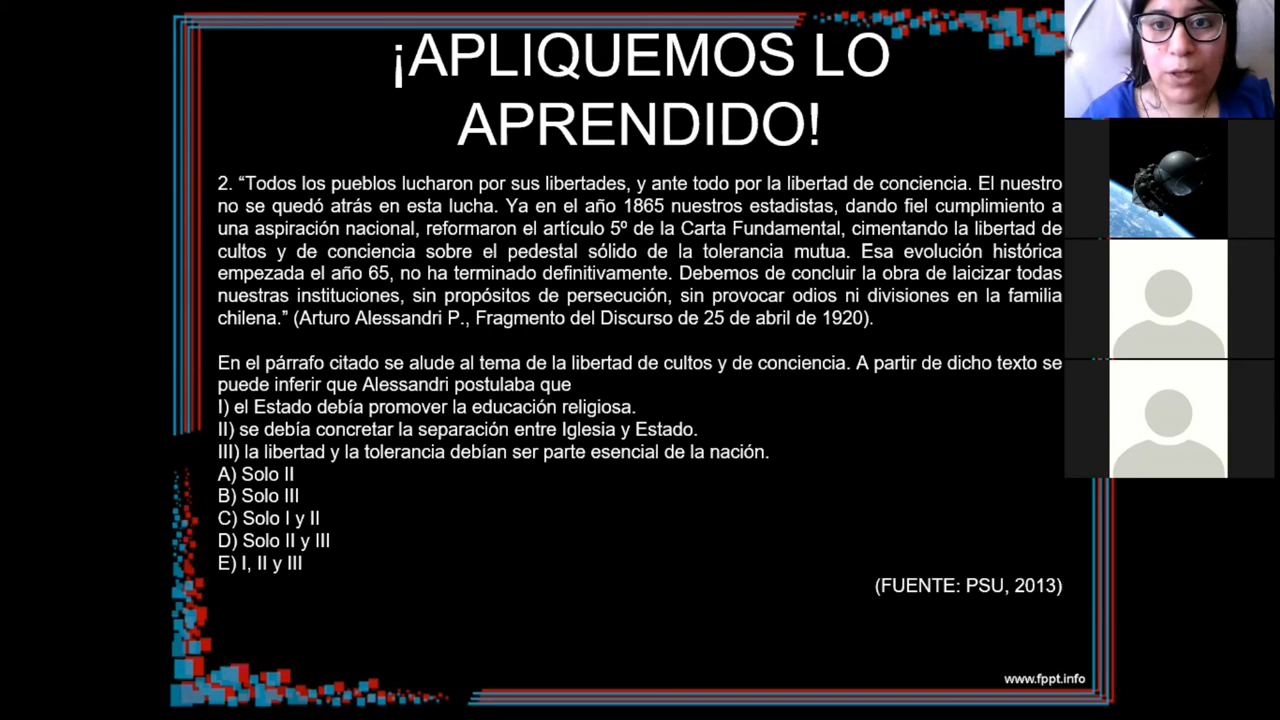 ¡APLIQUEMOS LO
APRENDIDO!
2. “Todos los pueblos lucharon por sus libertades, y ante todo por la libertad de conciencia. El nuestro
no se quedó atrás en esta lucha. Ya en el año 1865 nuestros estadistas, dando fiel cumplimiento a
una aspiración nacional, reformaron el artículo 5º de la Carta Fundamental, cimentando la libertad de
cultos y de conciencia sobre el pedestal sólido de la tolerancia mutua. Esa evolución histórica
empezada el año 65, no ha terminado definitivamente. Debemos de concluir la obra de laicizar todas
nuestras instituciones, sin propósitos de persecución, sin provocar odios ni divisiones en la familia
chilena.” (Arturo Alessandri P., Fragmento del Discurso de 25 de abril de 1920).
En el párrafo citado se alude al tema de la libertad de cultos y de conciencia. A partir de dicho texto se
puede inferir que Alessandri postulaba que
I) el Estado debía promover la educación religiosa.
II) se debía concretar la separación entre Iglesia y Estado.
III) la libertad y la tolerancia debían ser parte esencial de la nación.
A) Solo II
B) Solo III
C) Solo I y II
D) Solo II y III
E) I, II y III
(FUENTE: PSU, 2013)
www.fppt.info